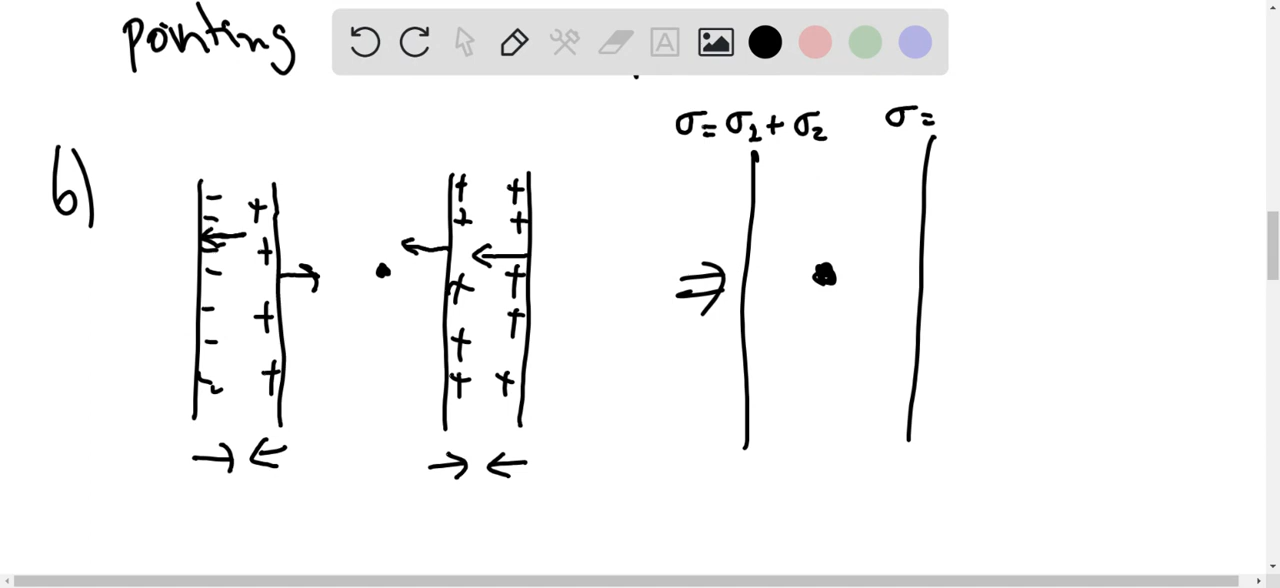 pointing
b)
σ = σ₁ + σ₂
σ =